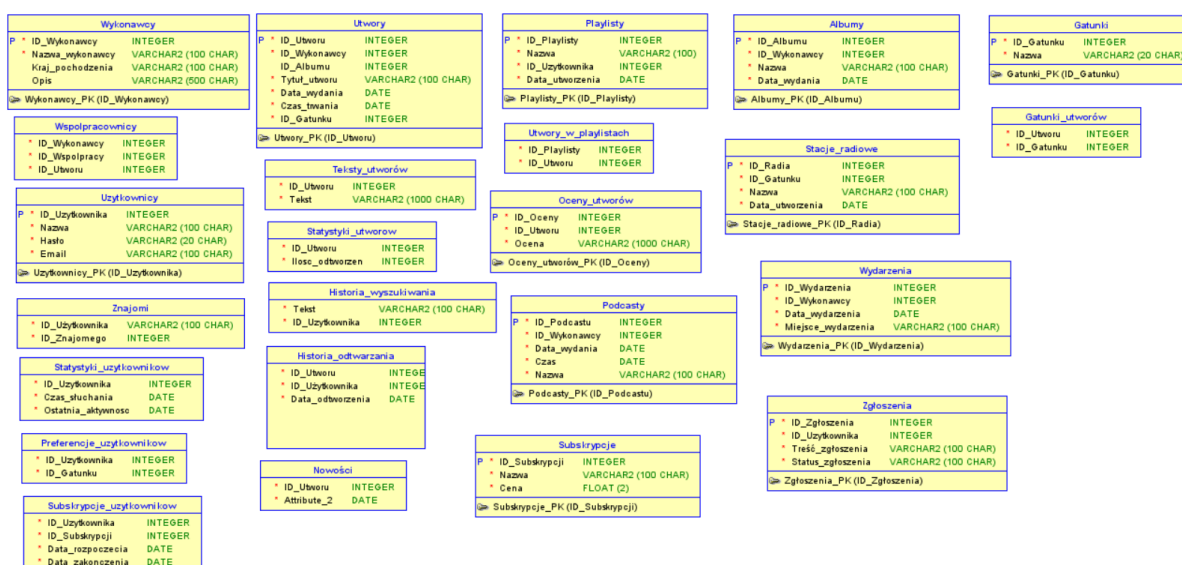 Wykonawcy
P * ID_Wykonawcy INTEGER
* Nazwa_wykonawcy VARCHAR2 (100 CHAR)
* Kraj_pochodzenia VARCHAR2 (100 CHAR)
Opis VARCHAR2 (500 CHAR)
Wykonawcy_PK (ID_Wykonawcy)
Wspolpracownicy
* ID_Wykonawcy INTEGER
* ID_Wspolpracy INTEGER
* ID_Utworu INTEGER
Uzytkownicy
P * ID_Uzytkownika INTEGER
* Nazwa VARCHAR2 (100 CHAR)
* Hasło VARCHAR2 (20 CHAR)
* Email VARCHAR2 (100 CHAR)
Uzytkownicy_PK (ID_Uzytkownika)
Znajomi
* ID_Użytkownika VARCHAR2 (100 CHAR)
* ID_Znajomego INTEGER
Statystyki_uzytkownikow
* ID_Uzytkownika INTEGER
* Czas_słuchania DATE
* Ostatnia_aktywnosc DATE
Preferencje_uzytkownikow
* ID_Uzytkownika INTEGER
* ID_Gatunku INTEGER
Subskrypcje_uzytkownikow
* ID_Uzytkownika INTEGER
* ID_Subskrypcji INTEGER
* Data_rozpoczecia DATE
* Data_zakonczenia DATE
Utwory
P * ID_Utworu INTEGER
* ID_Wykonawcy INTEGER
ID_Albumu INTEGER
* Tytuł_utworu VARCHAR2 (100 CHAR)
* Data_wydania DATE
* Czas_trwania DATE
* ID_Gatunku INTEGER
Utwory_PK (ID_Utworu)
Teksty_utworów
* ID_Utworu INTEGER
* Tekst VARCHAR2 (1000 CHAR)
Statystyki_utworow
* ID_Utworu INTEGER
* Ilosc_odtworzen INTEGER
Historia_wyszukiwania
* Tekst VARCHAR2 (100 CHAR)
* ID_Uzytkownika INTEGER
Historia_odtwarzania
* ID_Utworu INTEGE
* ID_Użytkownika INTEGE
* Data_odtworzenia DATE
Nowości
* ID_Utworu INTEGER
* Attribute_2 DATE
Playlisty
P * ID_Playlisty INTEGER
* Nazwa VARCHAR2 (100)
* ID_Uzytkownika INTEGER
* Data_utworzenia DATE
Playlisty_PK (ID_Playlisty)
Utwory_w_playlistach
* ID_Playlisty INTEGER
* ID_Utworu INTEGER
Oceny_utworów
P * ID_Oceny INTEGER
* ID_Utworu INTEGER
* Ocena VARCHAR2 (1000 CHAR)
Oceny_utworów_PK (ID_Oceny)
Podcasty
P * ID_Podcastu INTEGER
* ID_Wykonawcy INTEGER
* Data_wydania DATE
* Czas DATE
* Nazwa VARCHAR2 (100 CHAR)
Podcasty_PK (ID_Podcastu)
Subskrypcje
P * ID_Subskrypcji INTEGER
* Nazwa VARCHAR2 (100 CHAR)
* Cena FLOAT (2)
Subskrypcje_PK (ID_Subskrypcji)
Albumy
P * ID_Albumu INTEGER
* ID_Wykonawcy INTEGER
* Nazwa VARCHAR2 (100 CHAR)
* Data_wydania DATE
Albumy_PK (ID_Albumu)
Stacje_radiowe
P * ID_Radia INTEGER
* ID_Gatunku INTEGER
* Nazwa VARCHAR2 (100 CHAR)
* Data_utworzenia DATE
Stacje_radiowe_PK (ID_Radia)
Wydarzenia
P * ID_Wydarzenia INTEGER
* ID_Wykonawcy INTEGER
* Data_wydarzenia DATE
* Miejsce_wydarzenia VARCHAR2 (100 CHAR)
Wydarzenia_PK (ID_Wydarzenia)
Zgłoszenia
P * ID_Zgłoszenia INTEGER
* ID_Uzytkownika INTEGER
* Treść_zgłoszenia VARCHAR2 (100 CHAR)
* Status_zgłoszenia VARCHAR2 (100 CHAR)
Zgłoszenia_PK (ID_Zgłoszenia)
Gatunki
P * ID_Gatunku INTEGER
* Nazwa VARCHAR2 (20 CHAR)
Gatunki_PK (ID_Gatunku)
Gatunki_utworów
* ID_Utworu INTEGER
* ID_Gatunku INTEGER